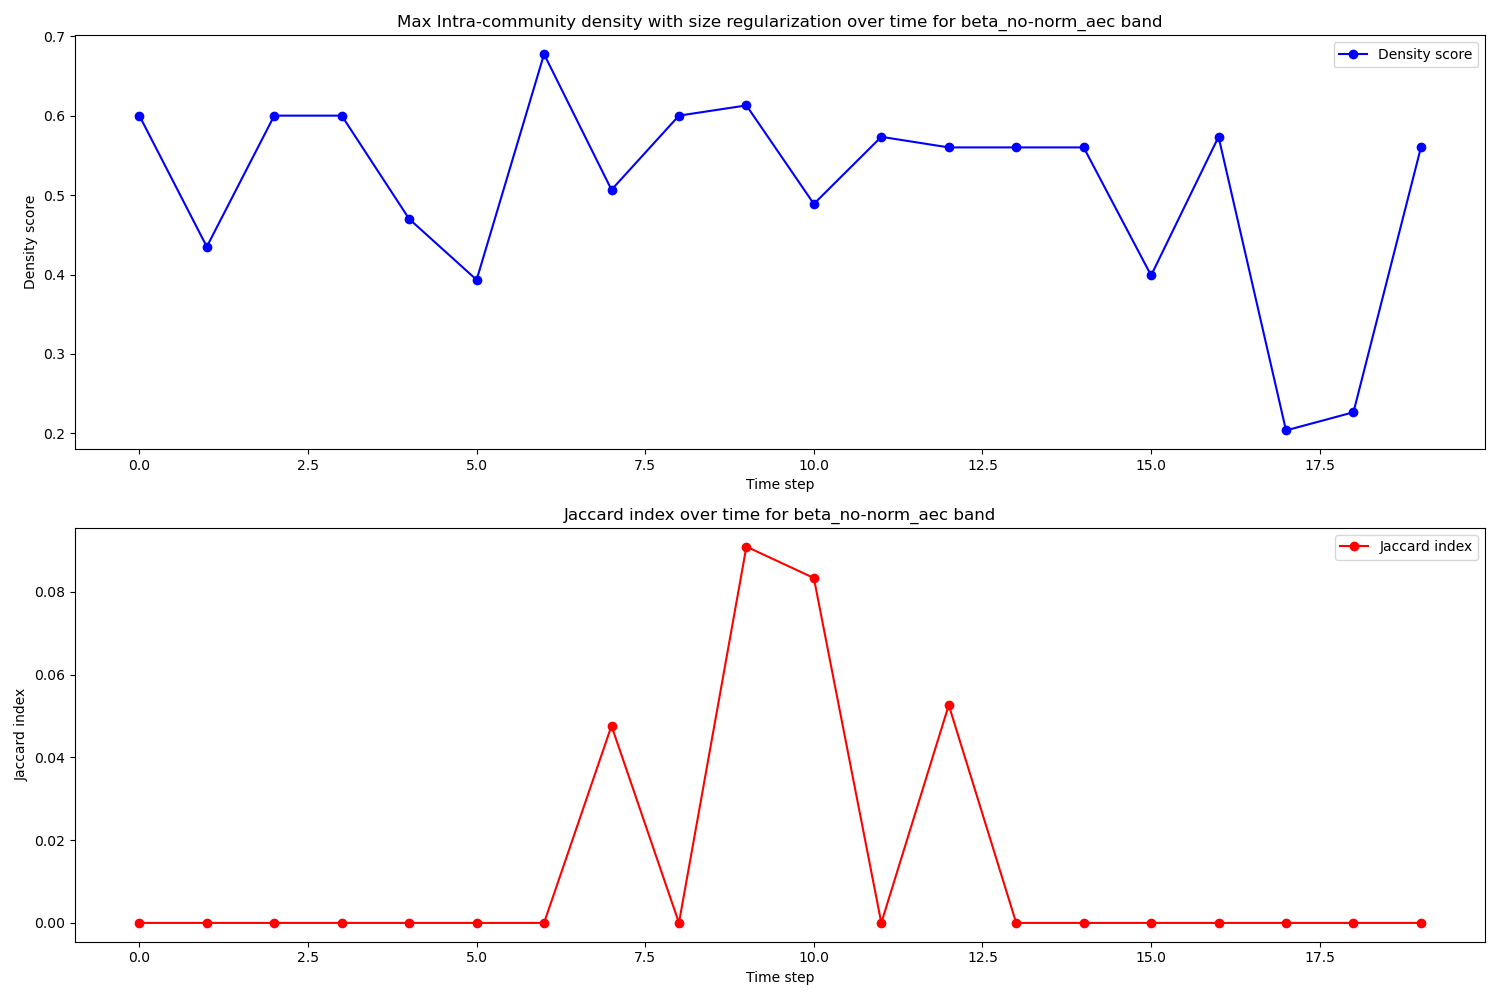 Max Intra-community density with size regularization over time for beta_no-norm_aec band
Density score
0.7
0.6
0.5
0.4
0.3
0.2
Density score
0.0 2.5 5.0 7.5 10.0 12.5 15.0 17.5
Time step
Jaccard index over time for beta_no-norm_aec band
Jaccard index
0.08
0.06
0.04
0.02
0.00
Jaccard index
0.0 2.5 5.0 7.5 10.0 12.5 15.0 17.5
Time step